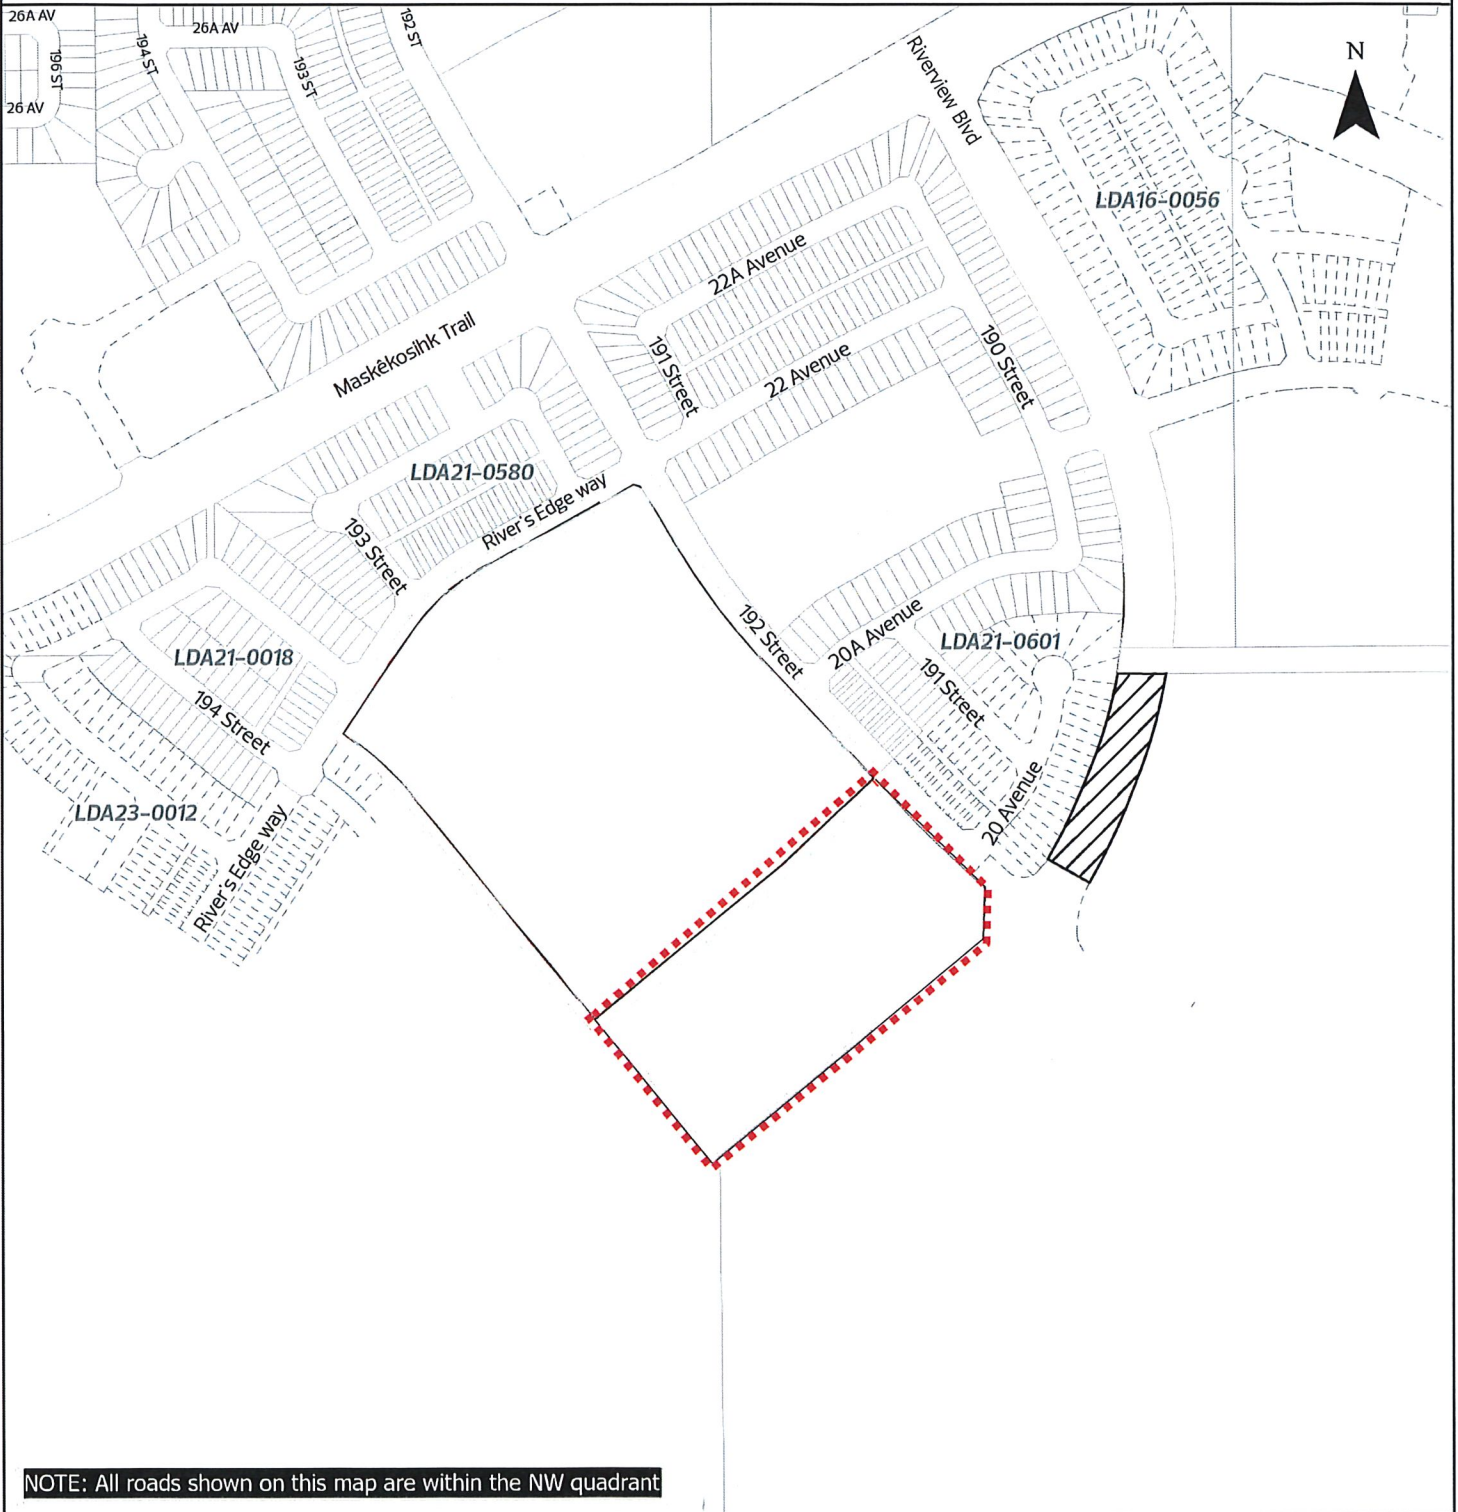 26A AV
26A AV
192 ST
194 ST
196 ST
193 ST
26 AV
Riverview Blvd
N
LDA16-0056
22A Avenue
Maskêkosihk Trail
191 Street
22 Avenue
190 Street
LDA21-0580
River's Edge way
193 Street
192 Street
20A Avenue
LDA21-0601
LDA21-0018
191 Street
194 Street
20 Avenue
LDA23-0012
River's Edge way
NOTE: All roads shown on this map are within the NW quadrant